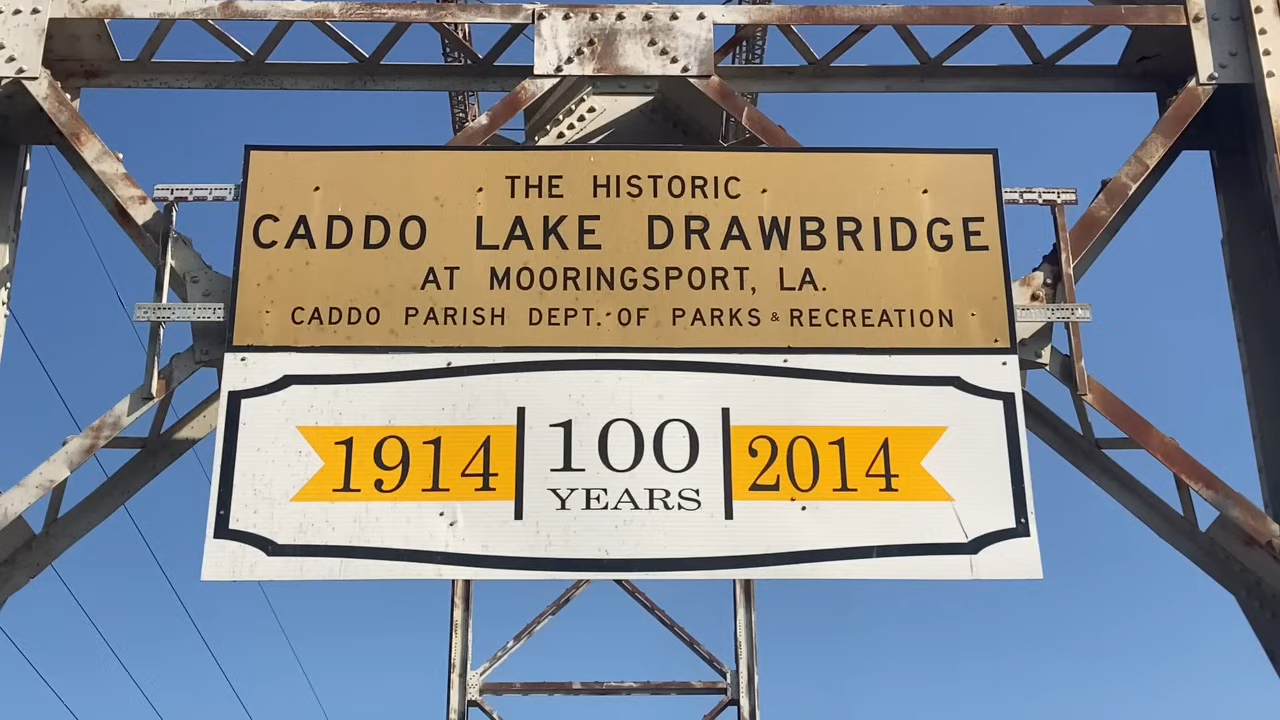 THE HISTORIC
CADDO LAKE DRAWBRIDGE
AT MOORINGSPORT, LA.
CADDO PARISH DEPT. OF PARKS & RECREATION
1914 100 2014
YEARS